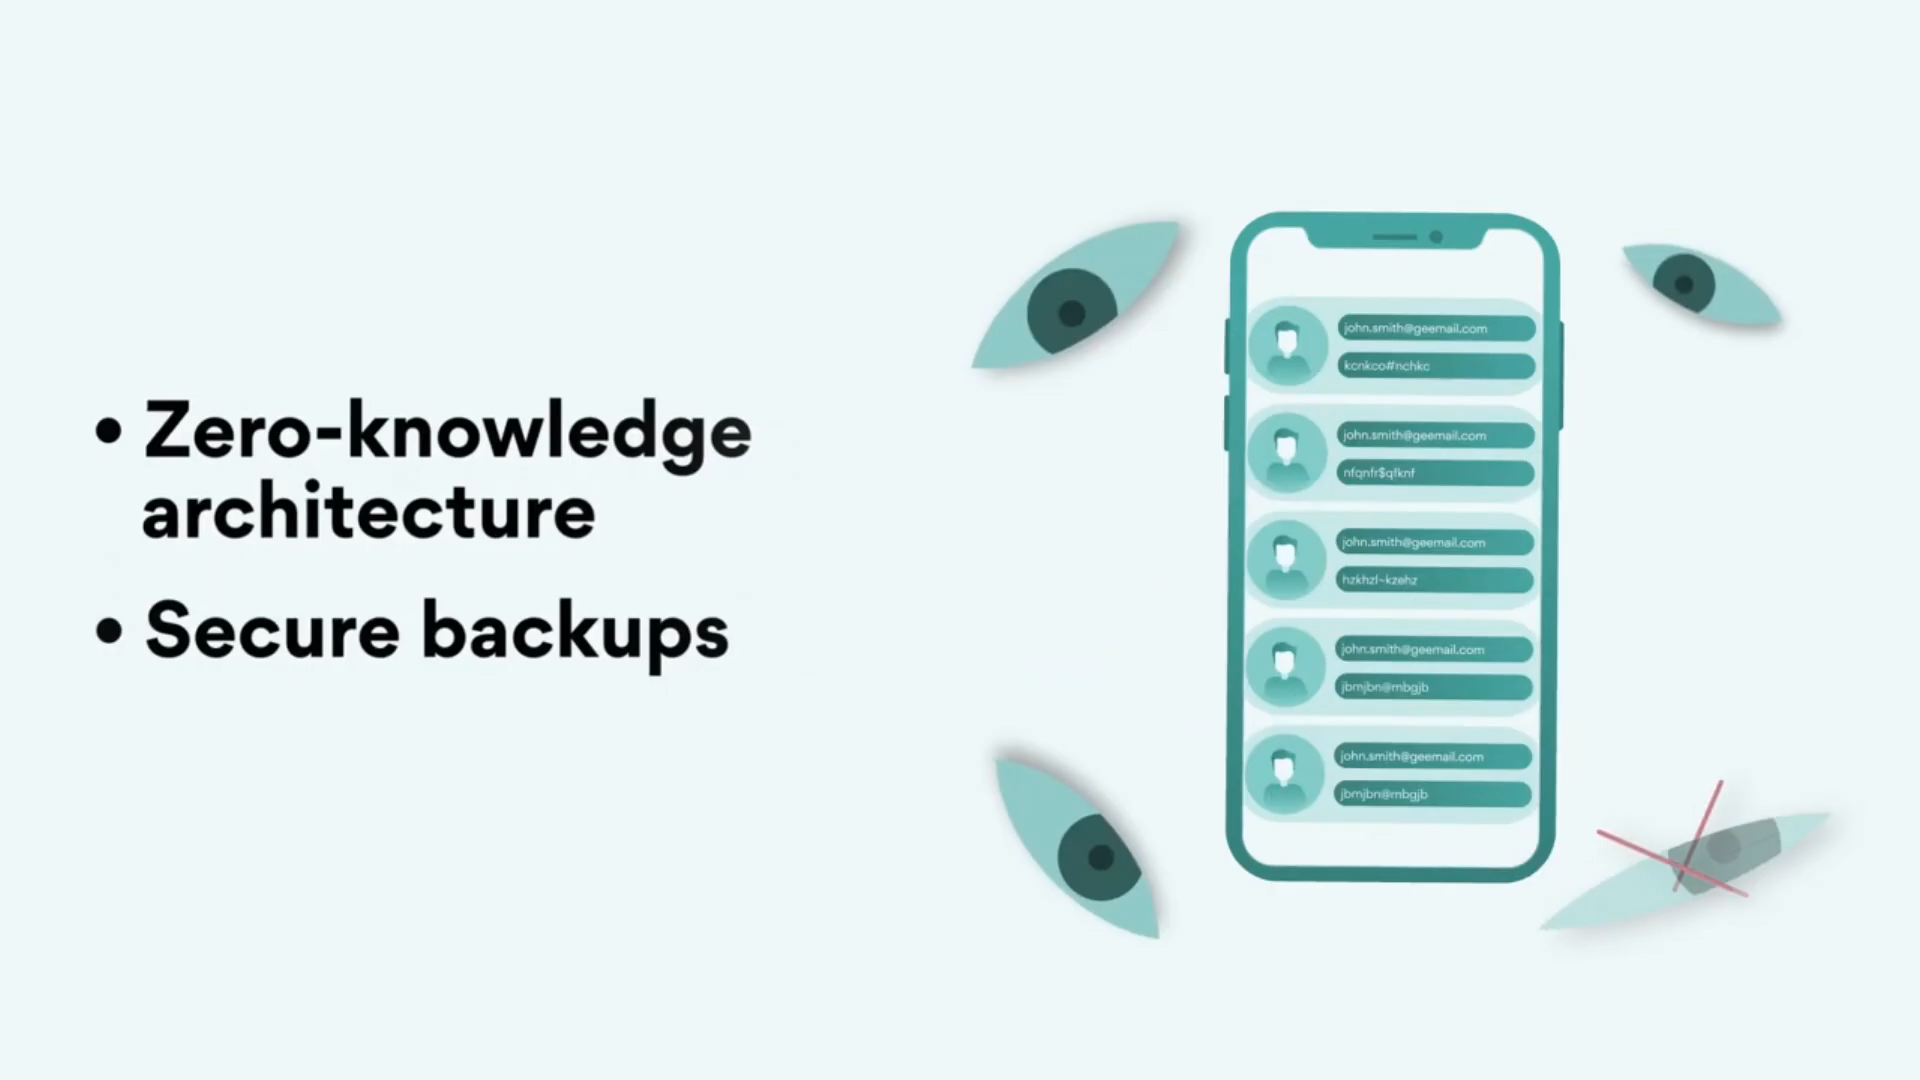 • Zero-knowledge
architecture
• Secure backups
john.smith@geemail.com
kcnkco#nchkc
john.smith@geemail.com
nfqnfr$qfknf
john.smith@geemail.com
hzkhzl~kzehz
john.smith@geemail.com
jbmjbn@mbgjb
john.smith@geemail.com
jbmjbn@mbgjb